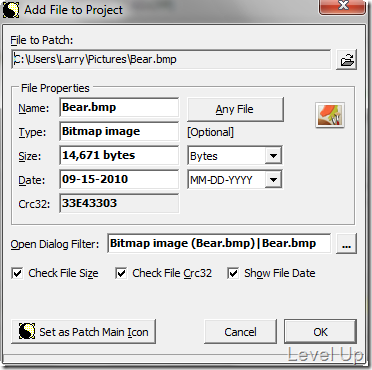 Add File to Project
File to Patch:
C:\Users\Larry\Pictures\Bear.bmp
File Properties
Name: Bear.bmp Any File
Type: Bitmap image [Optional]
Size: 14,671 bytes Bytes
Date: 09-15-2010 MM-DD-YYYY
Crc32: 33E43303
Open Dialog Filter: Bitmap image (Bear.bmp)|Bear.bmp ...
Check File Size Check File Crc32 Show File Date
Set as Patch Main Icon Cancel OK
Level Up